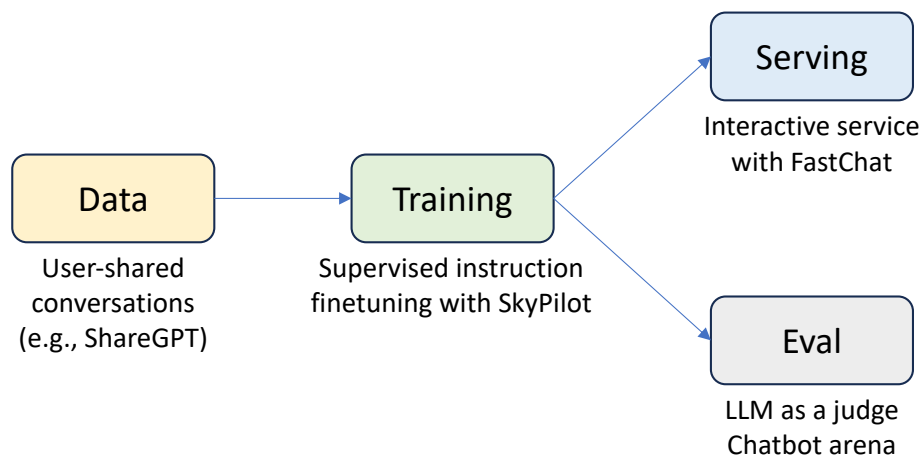 Data
User-shared
conversations
(e.g., ShareGPT)
Training
Supervised instruction
finetuning with SkyPilot
Serving
Interactive service
with FastChat
Eval
LLM as a judge
Chatbot arena